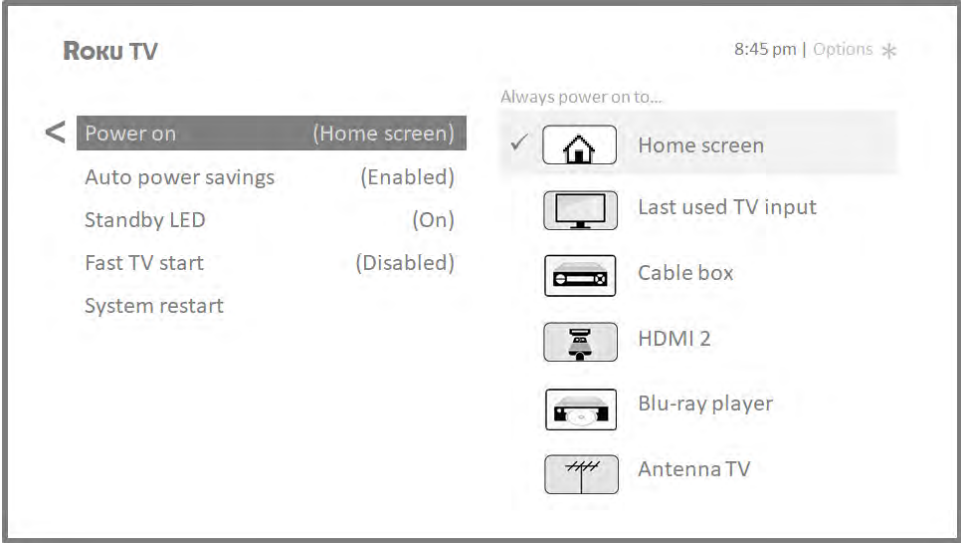 Roku TV
8:45 pm | Options
Always power on to...
< Power on (Home screen)
Auto power savings (Enabled)
Standby LED (On)
Fast TV start (Disabled)
System restart
✓ Home screen
Last used TV input
Cable box
HDMI 2
Blu-ray player
Antenna TV